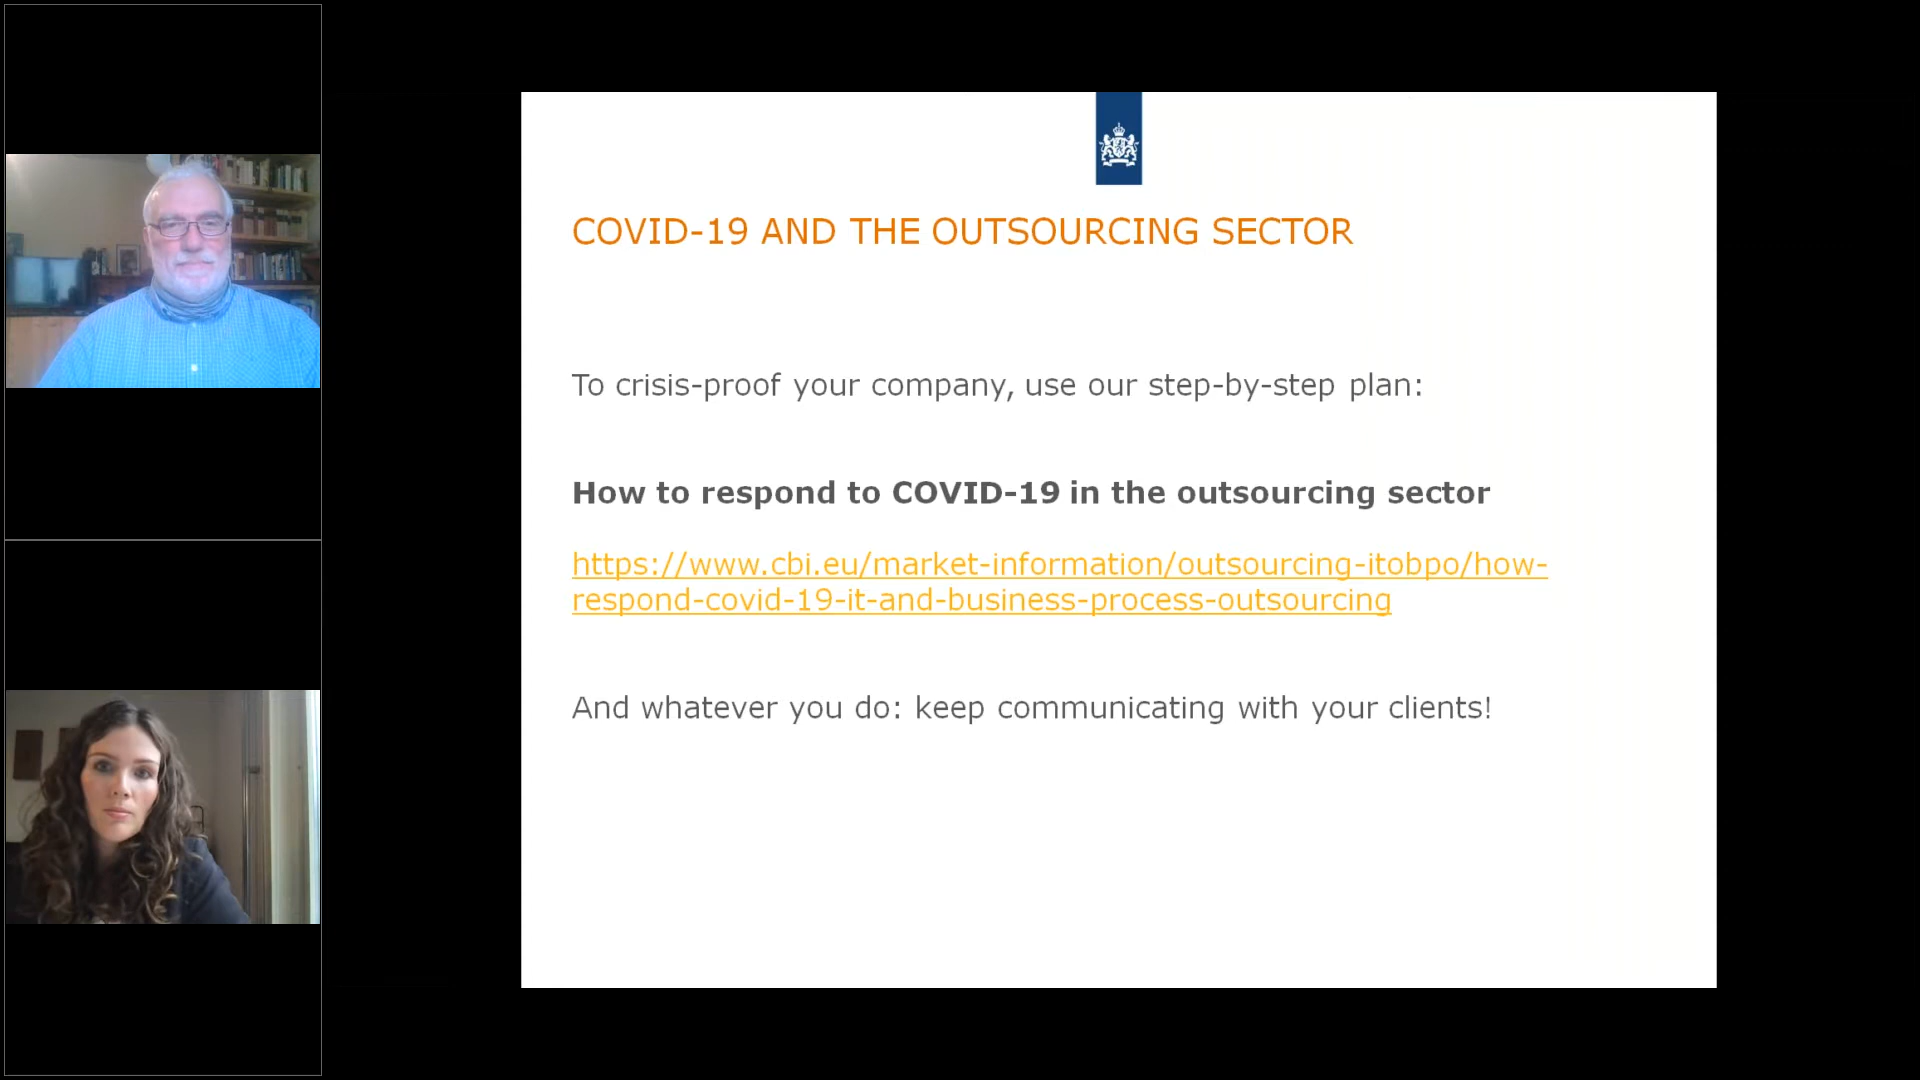 COVID-19 AND THE OUTSOURCING SECTOR
To crisis-proof your company, use our step-by-step plan:
How to respond to COVID-19 in the outsourcing sector
https://www.cbi.eu/market-information/outsourcing-itobpo/how-
respond-covid-19-it-and-business-process-outsourcing
And whatever you do: keep communicating with your clients!